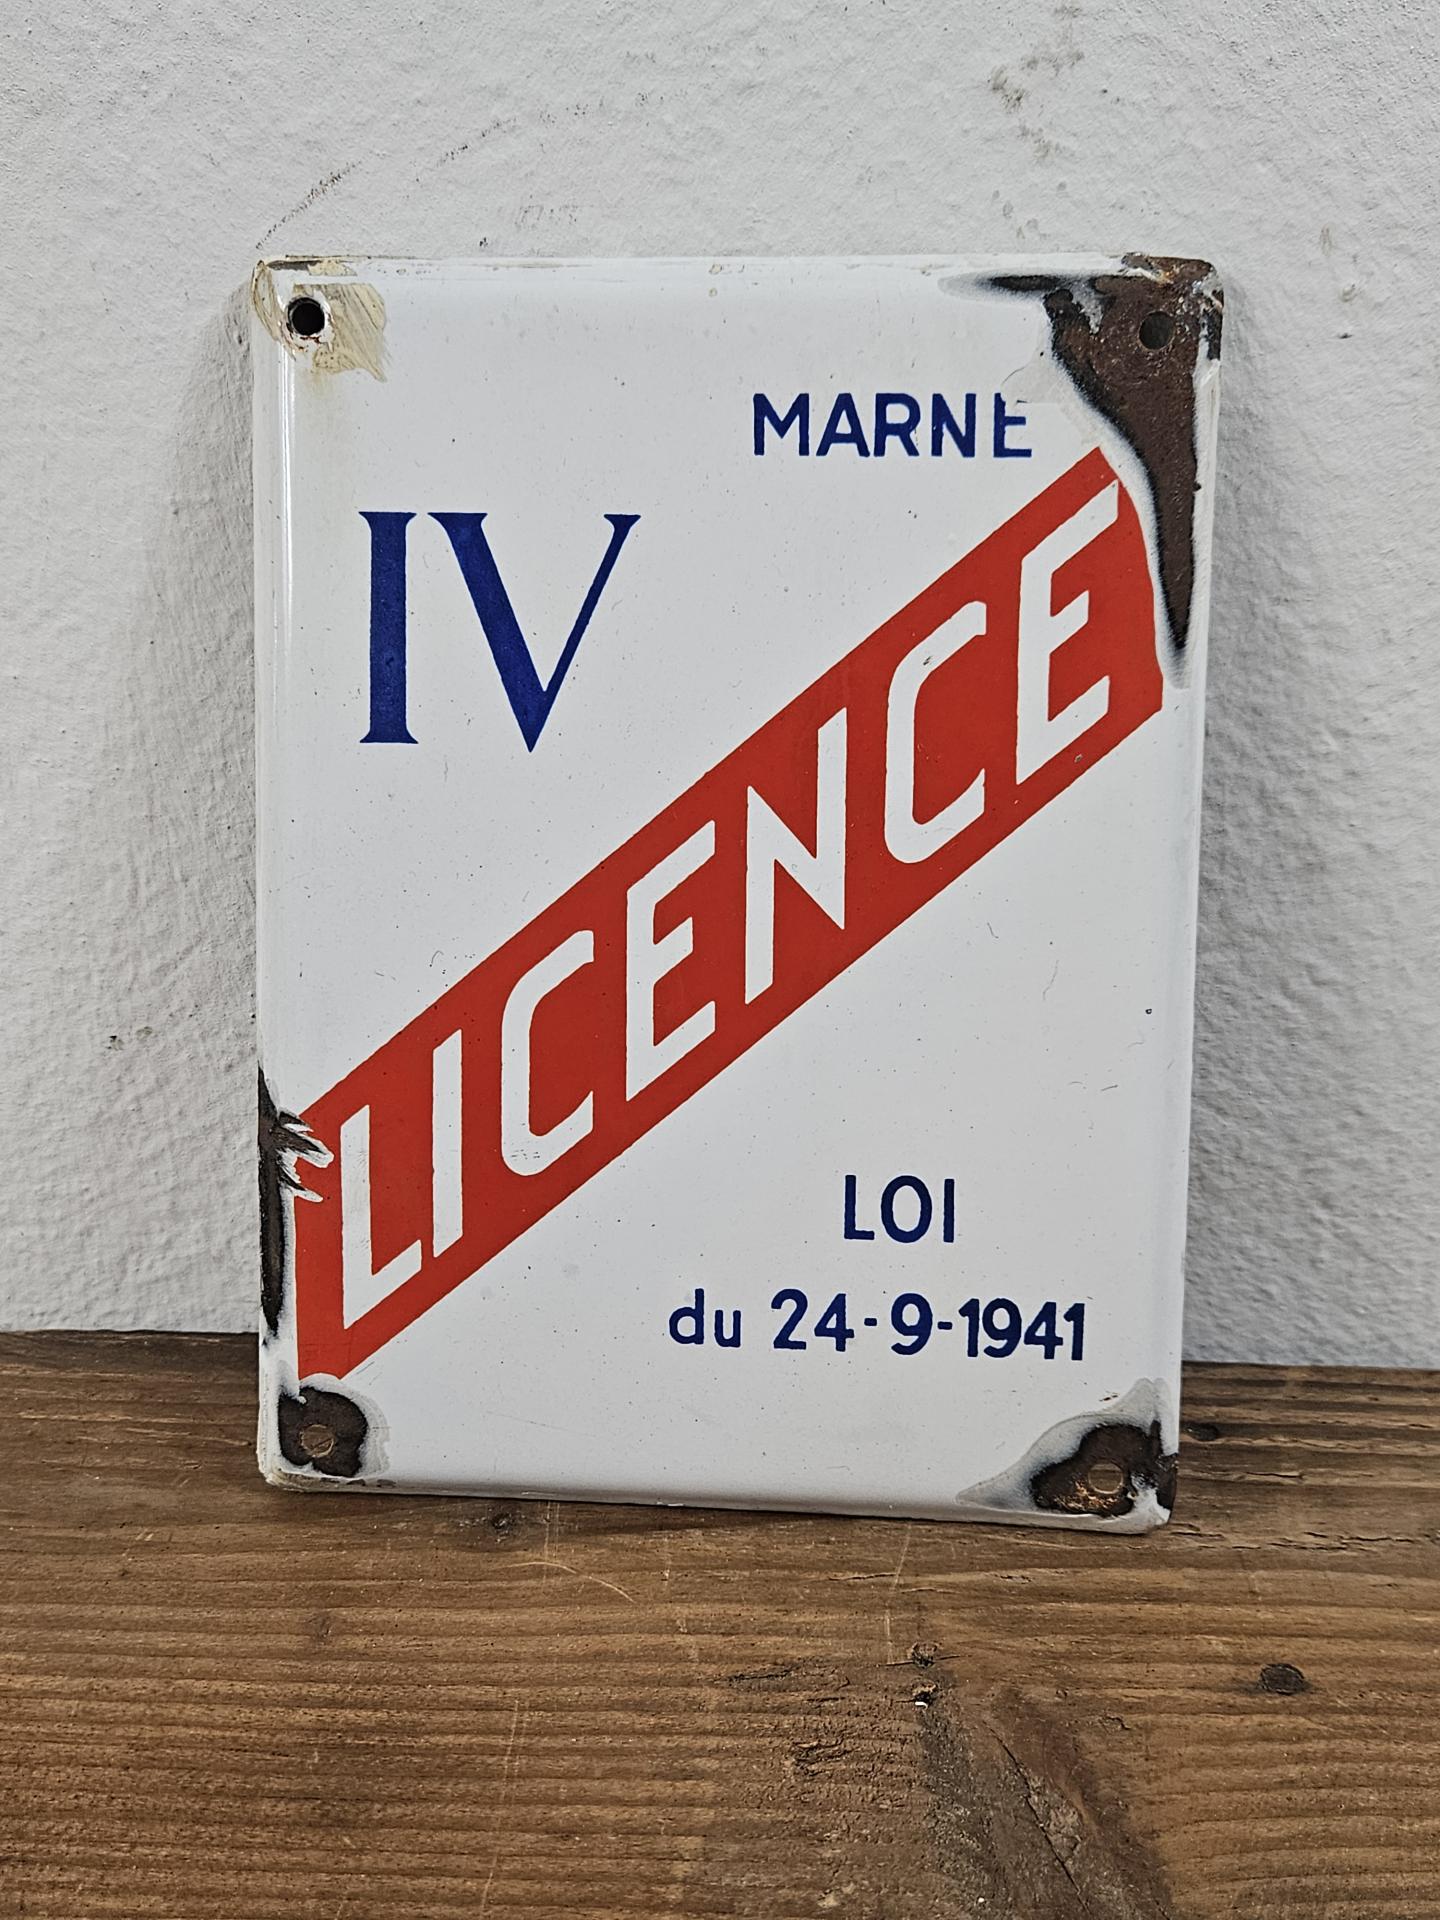 MARNE
IV
LICENCE
LOI
du 24-9-1941